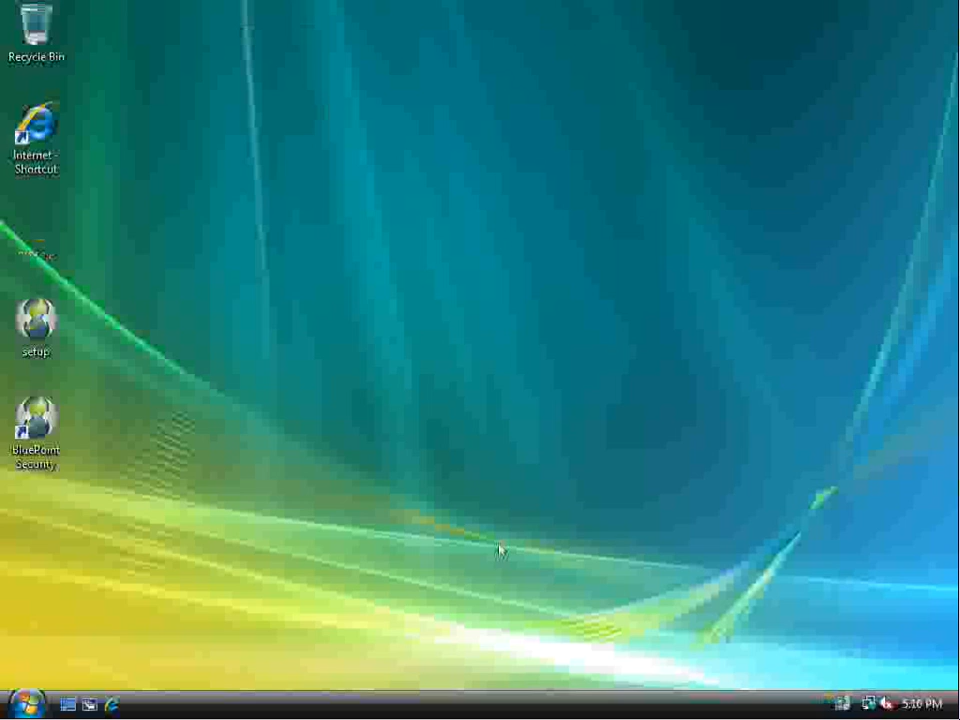 Recycle Bin
Internet -
Shortcut
setup
BluePoint
Security
5:10 PM